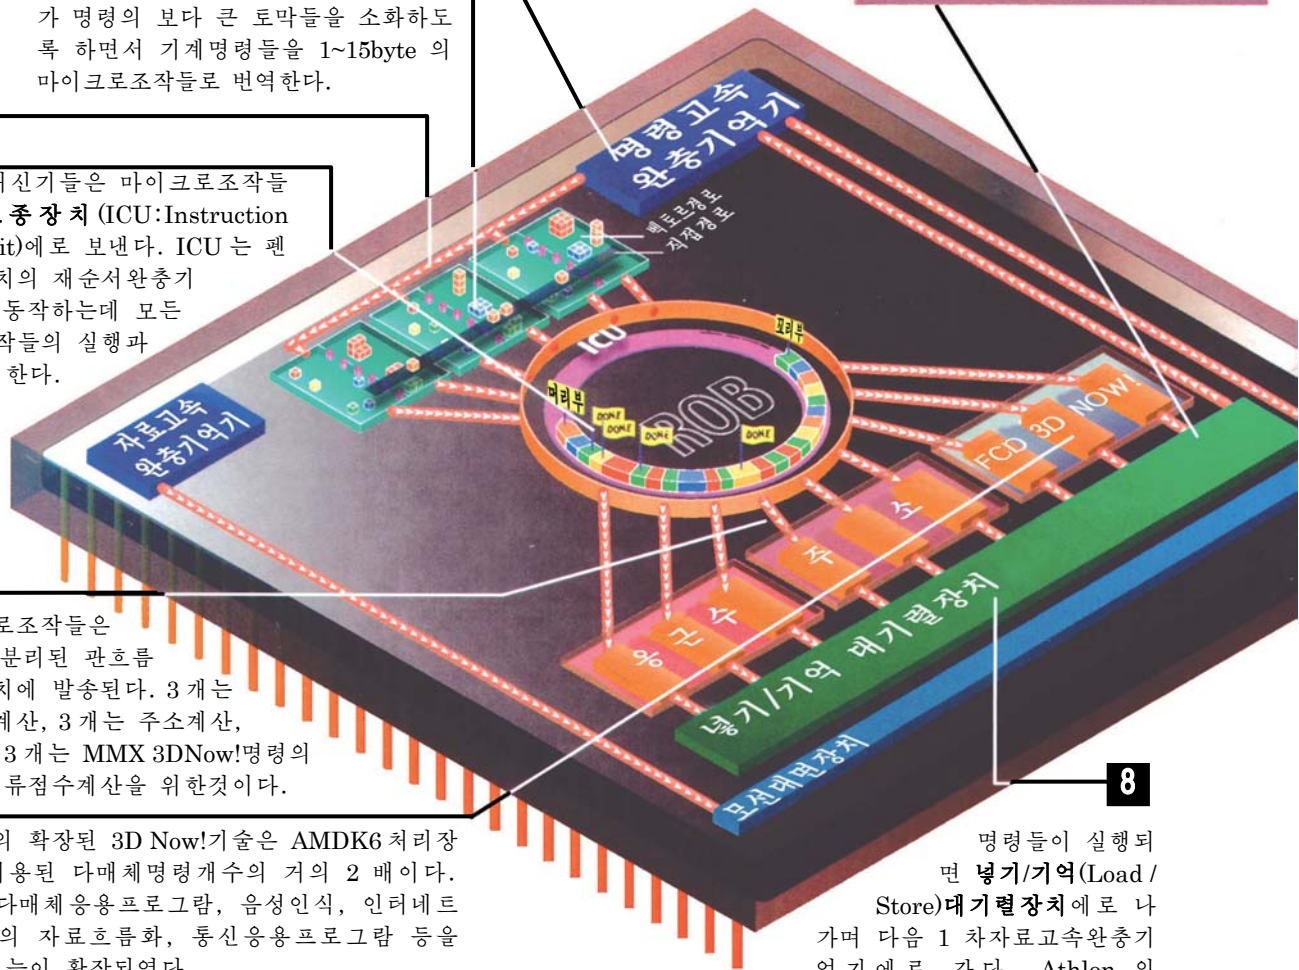 가 명령의 보다 큰 토막들을 소화하도
록 하면서 기계명령들을 1~15byte 의
마이크로조작들로 번역한다.
신기들은 마이크로조작들
종장치(ICU:Instruction
it)에로 보낸다. ICU 는 펜
치의 재순서완충기
동작하는데 모든
작들의 실행과
한다.
명령고속
완충기억기
벡토르경로
직접경로
ICU
꼬리부
머리부
DONE
DONE
DONE
DONE
ROB
자료고속
완충기억기
FCD 3D NOW!
주 소
옹 근 수
넣기/기억 대기렬장치
모선대면장치
로조작들은
분리된 관흐름
치에 발송된다. 3 개는
계산, 3 개는 주소계산,
3 개는 MMX 3DNow!명령의
류점수계산을 위한것이다.
의 확장된 3D Now!기술은 AMDK6 처리장
용된 다매체명령개수의 거의 2 배이다.
다매체응용프로그람, 음성인식, 인터네트
의 자료흐름화, 통신응용프로그람 등을
능이 확장되였다.
8
명령들이 실행되
면 넣기/기억(Load /
Store)대기렬장치에로 나
가며 다음 1 차자료고속완충기
억기에로 간다. Athlon 의